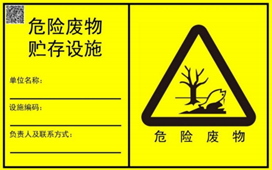 危险废物
贮存设施
单位名称：
设施编码：
负责人及联系方式：
危险废物